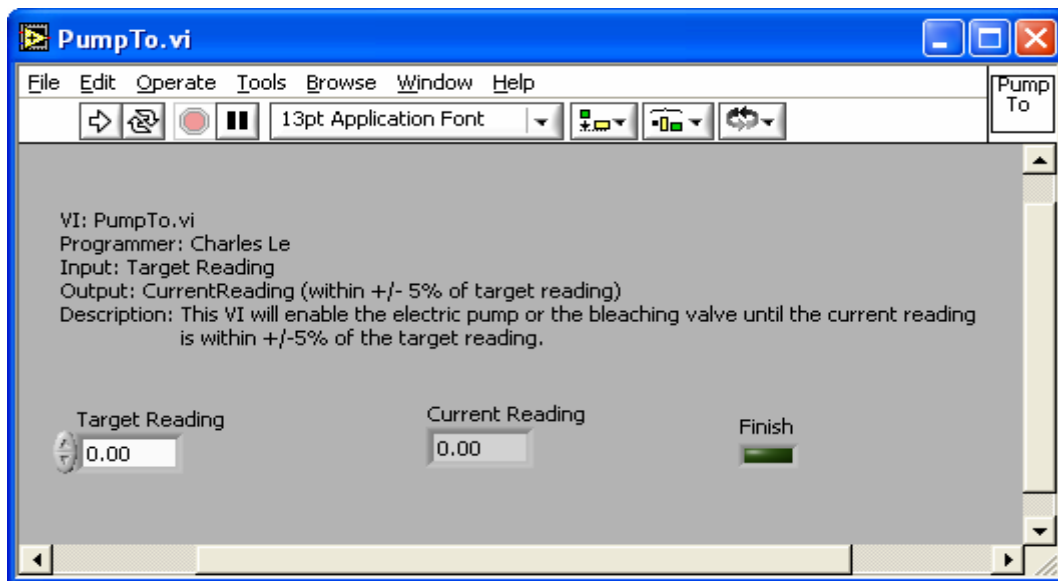 PumpTo.vi
File Edit Operate Tools Browse Window Help
Pump
To
13pt Application Font
VI: PumpTo.vi
Programmer: Charles Le
Input: Target Reading
Output: CurrentReading (within +/- 5% of target reading)
Description: This VI will enable the electric pump or the bleaching valve until the current reading
is within +/-5% of the target reading.
Target Reading
0.00
Current Reading
0.00
Finish